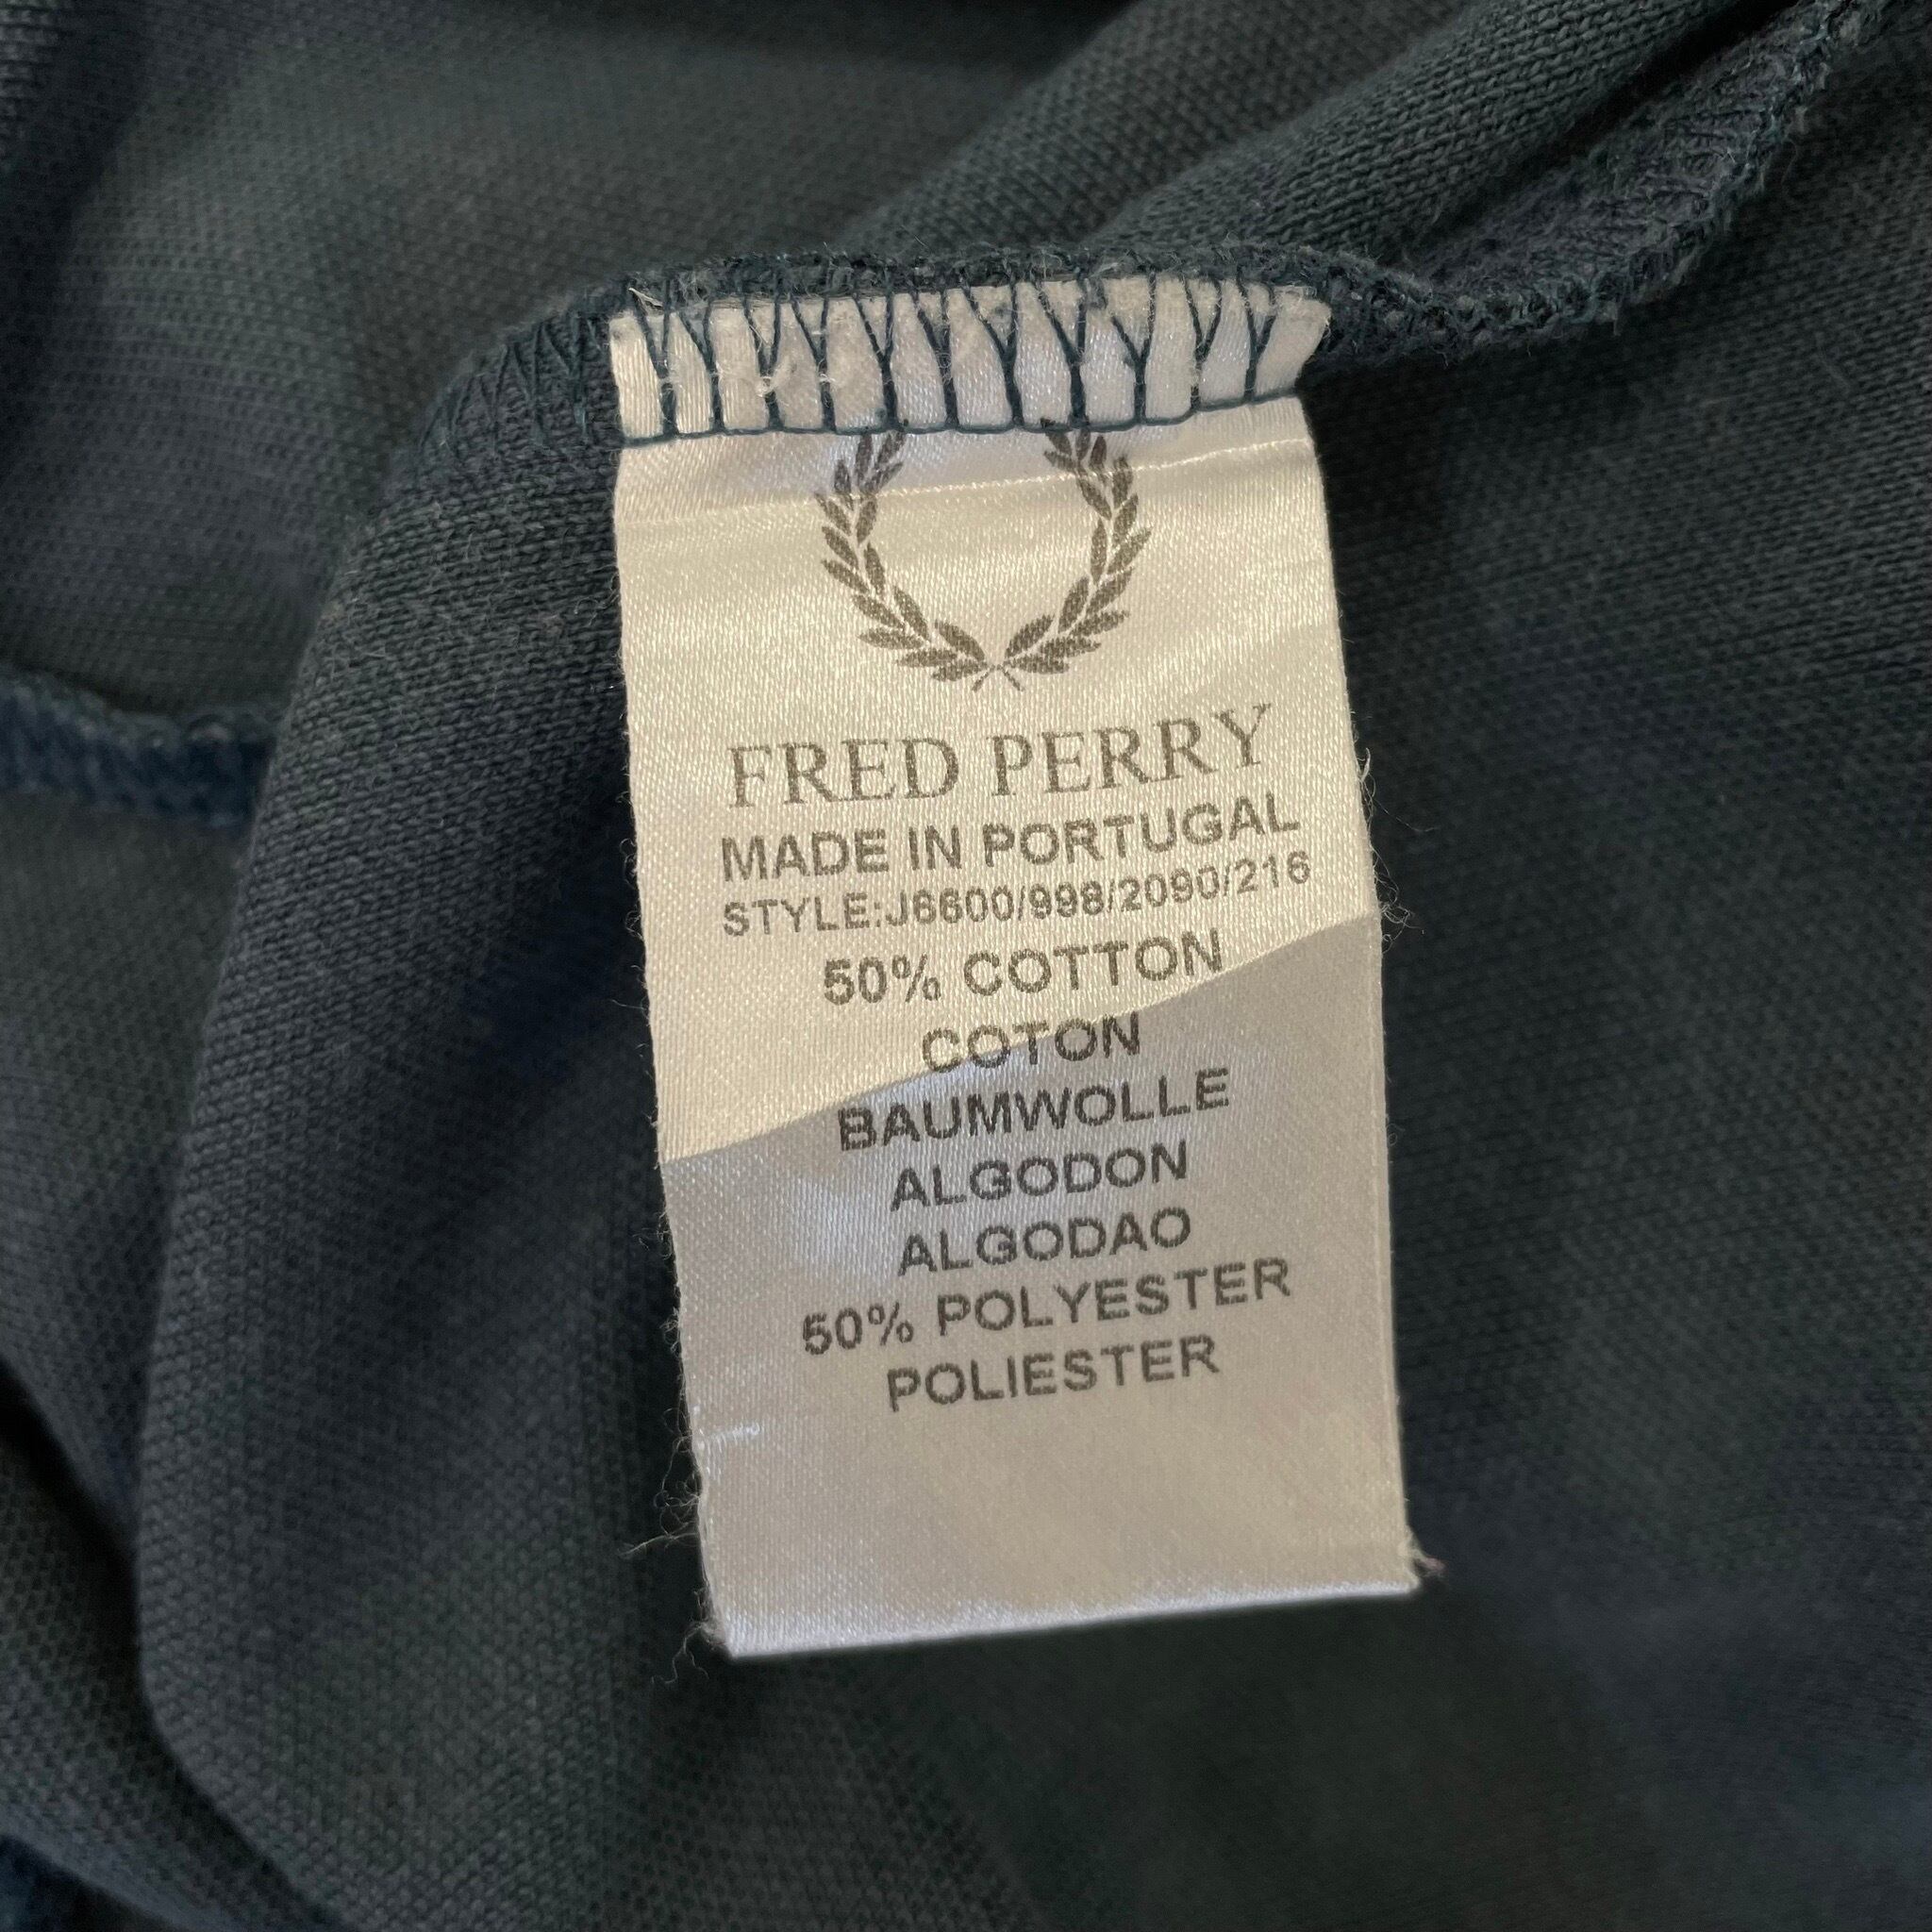 FRED PERRY
MADE IN PORTUGAL
STYLE:J6600/998/2090/216
50% COTTON
COTON
BAUMWOLLE
ALGODON
ALGODAO
50% POLYESTER
POLIESTER